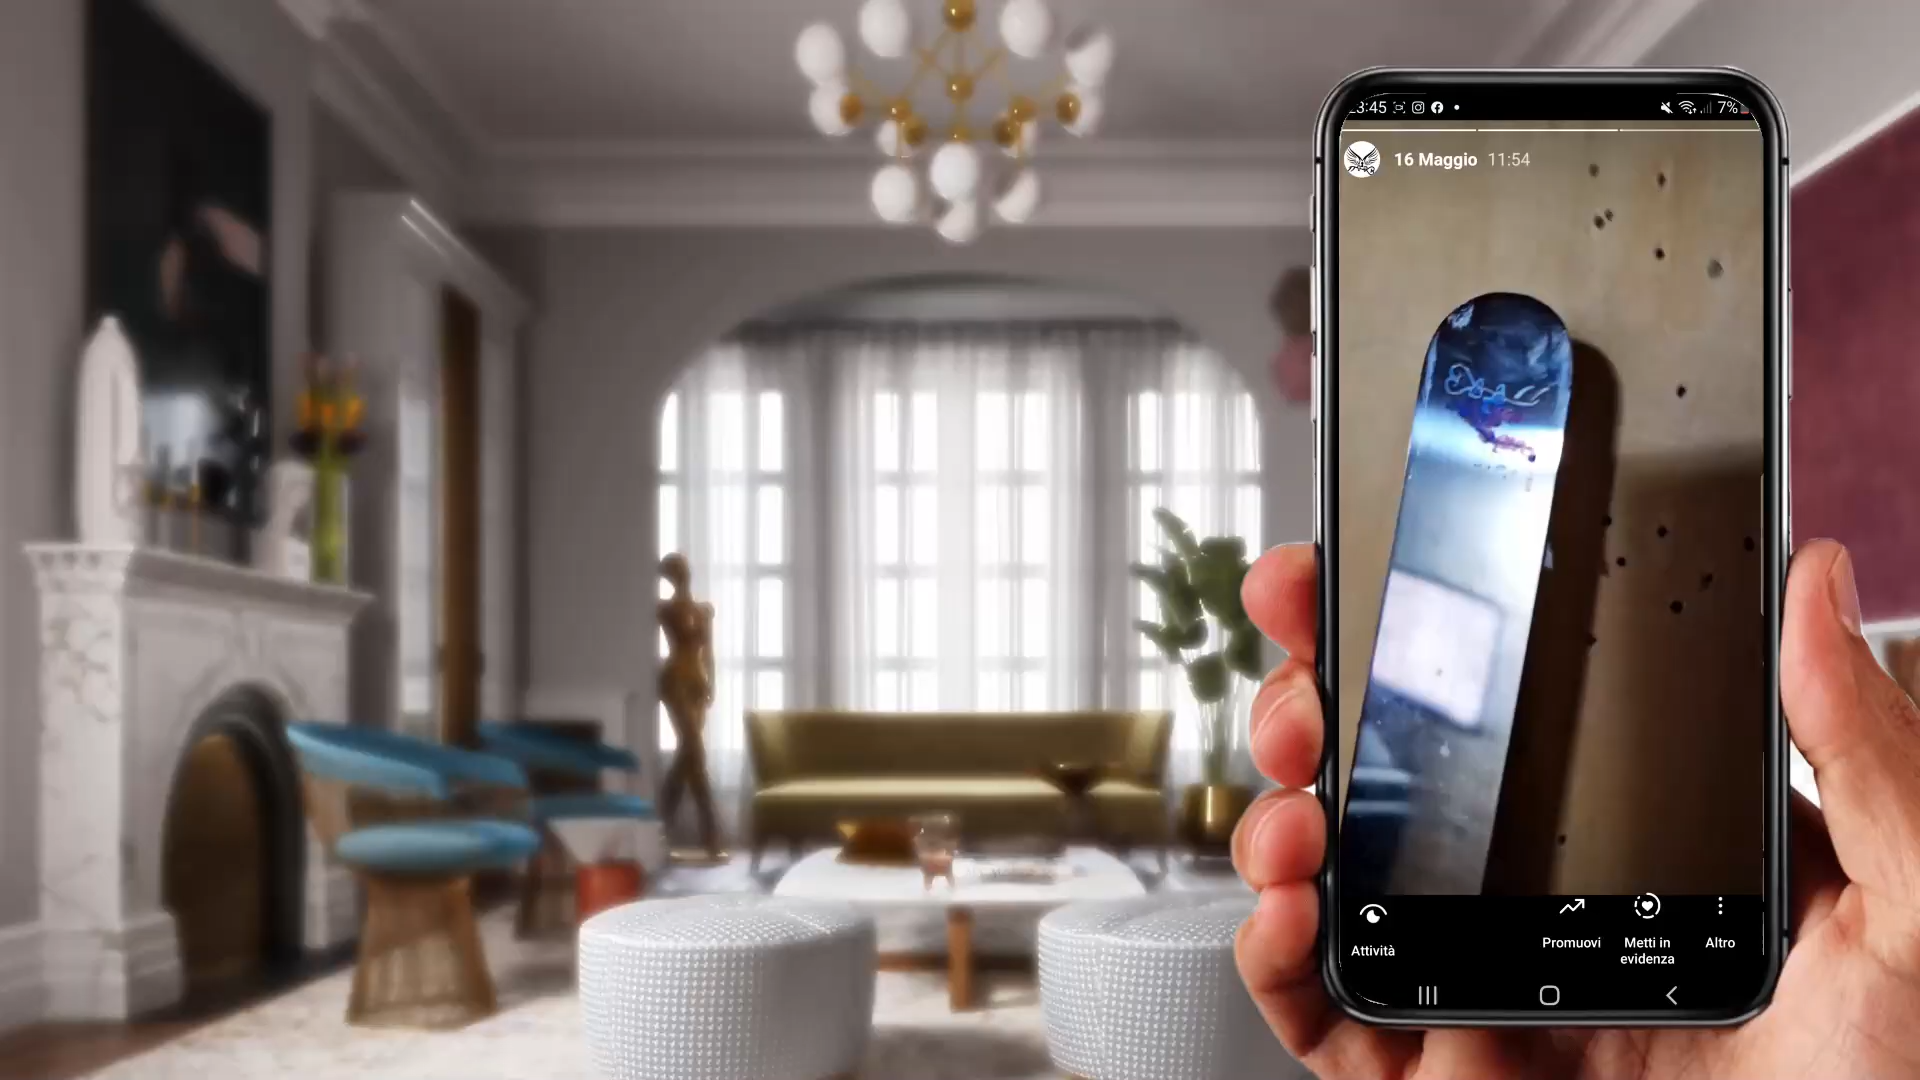 3:45
7%
16 Maggio 11:54
Attività
Promuovi
Metti in
evidenza
Altro